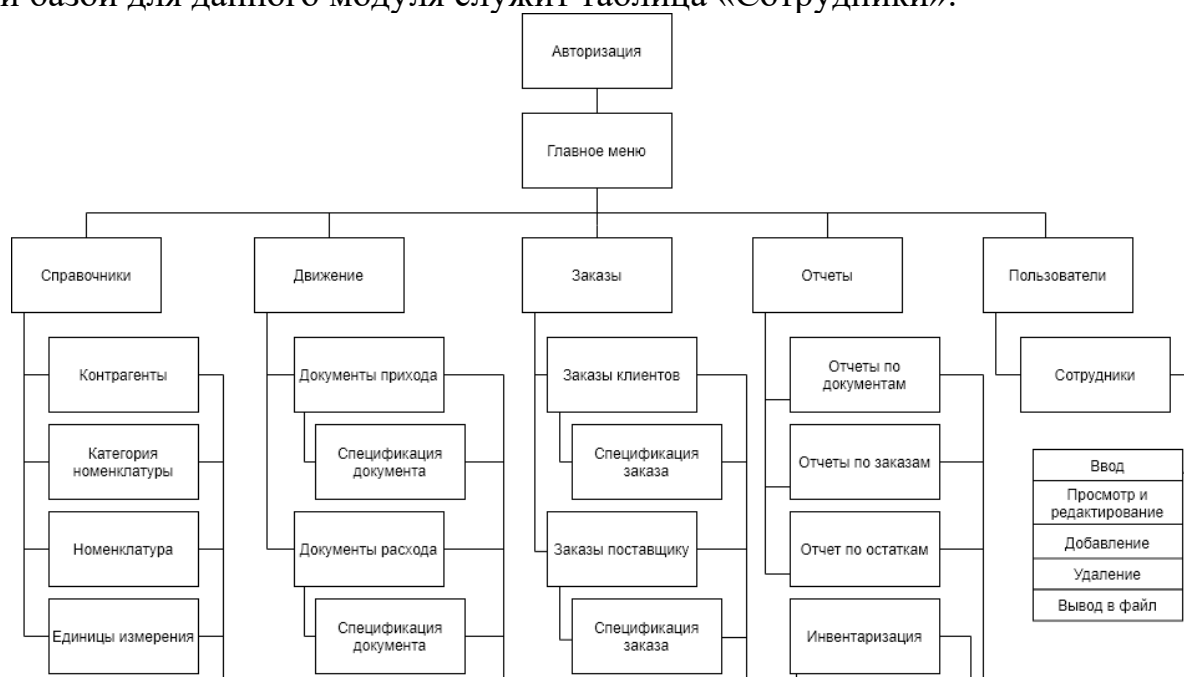 и базой для данного модуля служит таблица «Сотрудники».
Авторизация
Главное меню
Справочники
Движение
Заказы
Отчеты
Пользователи
Контрагенты
Документы прихода
Заказы клиентов
Отчеты по
документам
Сотрудники
Категория
номенклатуры
Спецификация
документа
Спецификация
заказа
Отчеты по заказам
Ввод
Просмотр и
редактирование
Добавление
Удаление
Вывод в файл
Номенклатура
Документы расхода
Заказы поставщику
Отчет по остаткам
Единицы измерения
Спецификация
документа
Спецификация
заказа
Инвентаризация